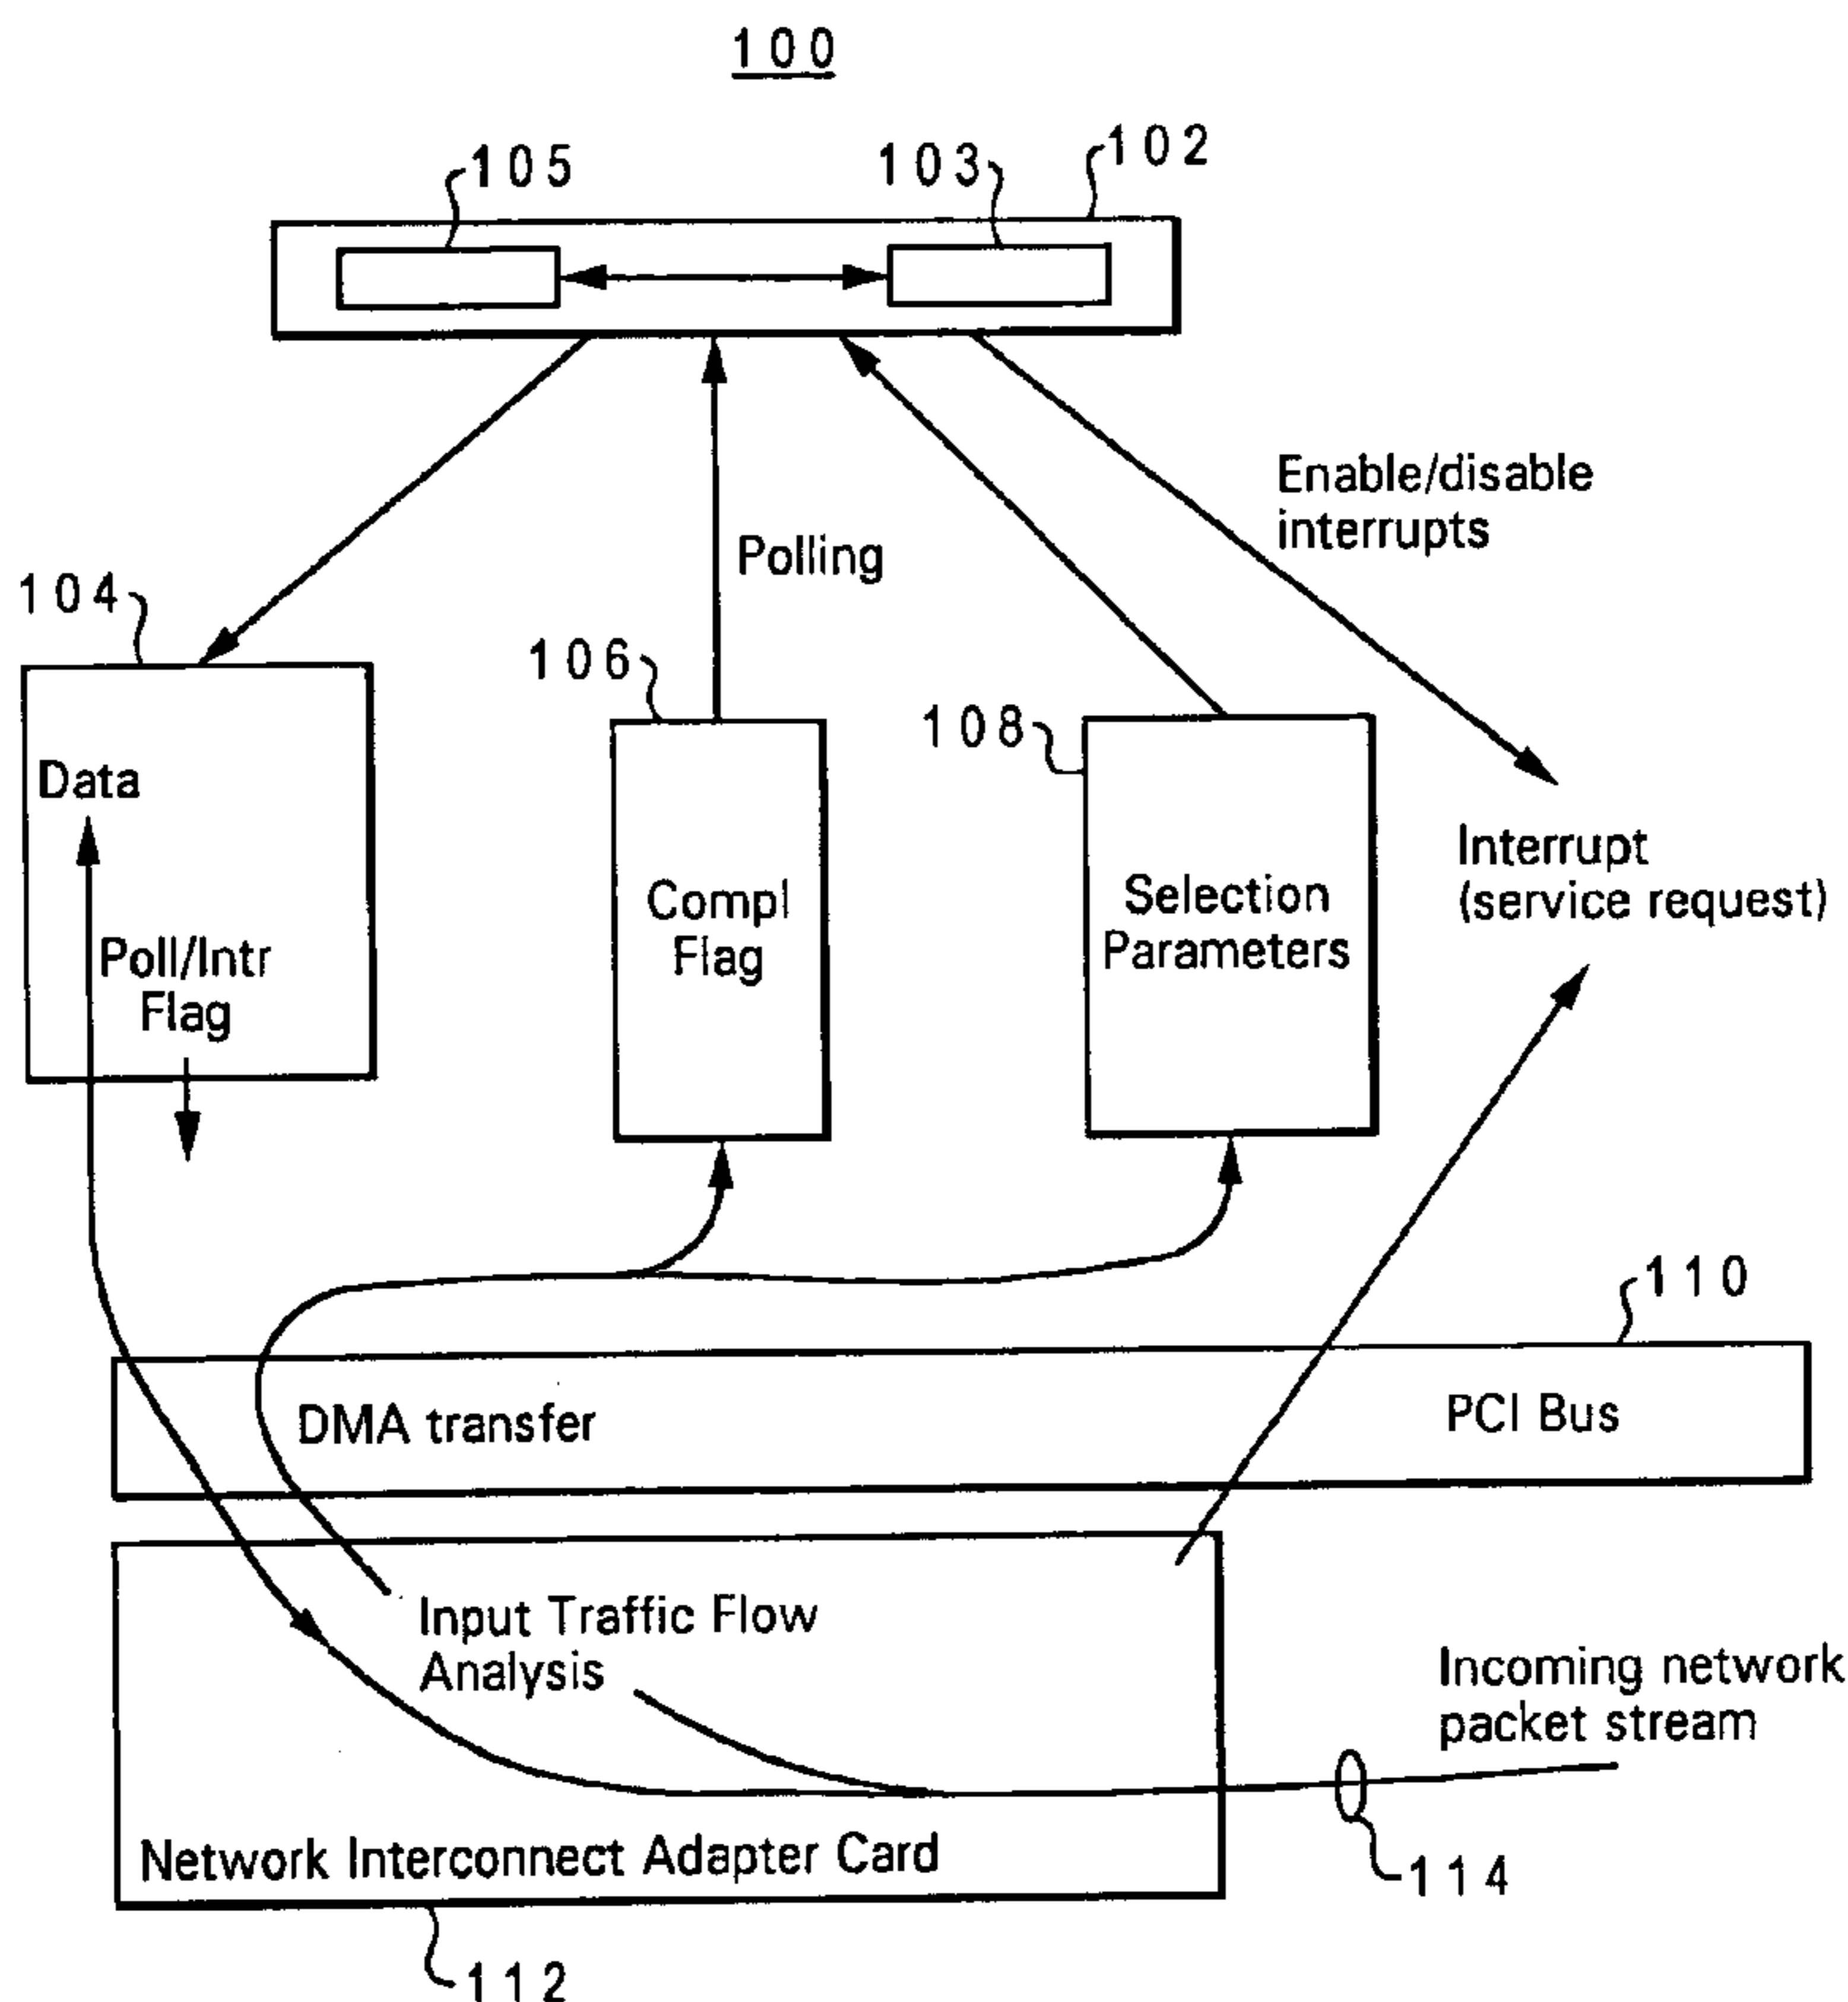 100
105
103
102
Enable/disable
interrupts
Polling
104
106
108
Data
Poll/Intr
Flag
Compl
Flag
Selection
Parameters
Interrupt
(service request)
110
DMA transfer
PCI Bus
Input Traffic Flow
Analysis
Incoming network
packet stream
Network Interconnect Adapter Card
114
112